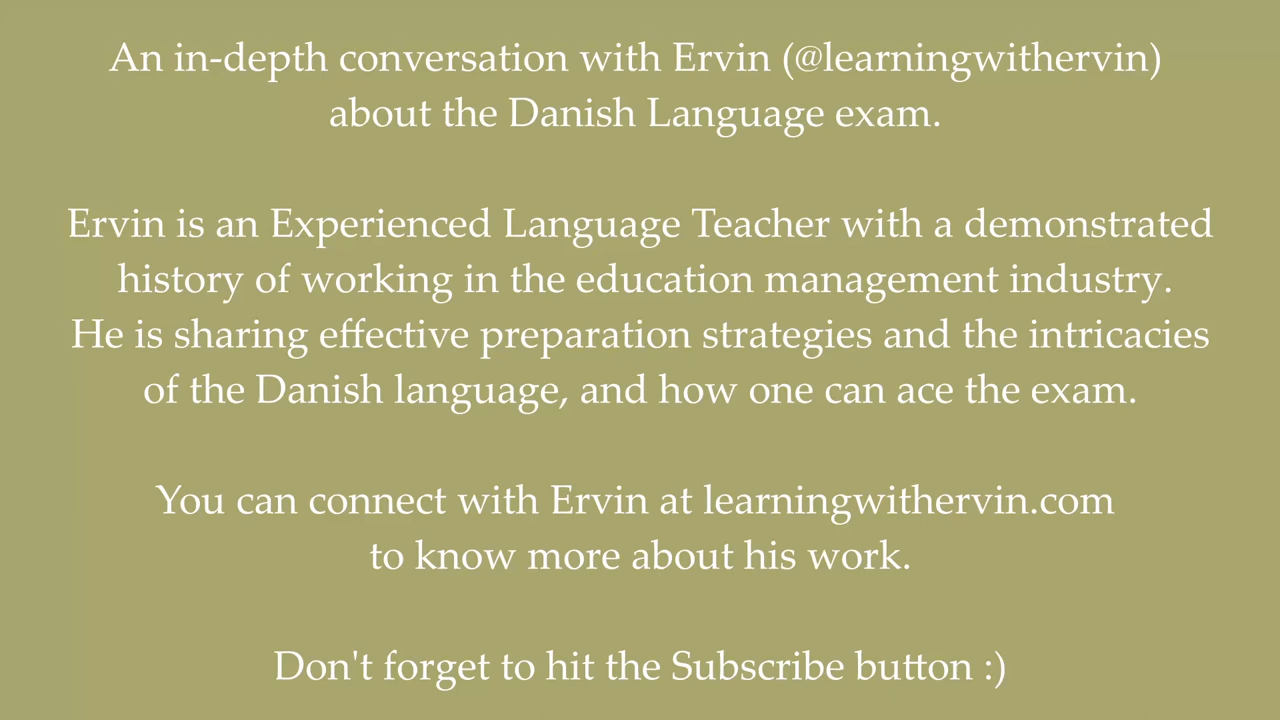 An in-depth conversation with Ervin (@learningwithervin)
about the Danish Language exam.
Ervin is an Experienced Language Teacher with a demonstrated
history of working in the education management industry.
He is sharing effective preparation strategies and the intricacies
of the Danish language, and how one can ace the exam.
You can connect with Ervin at learningwithervin.com
to know more about his work.
Don't forget to hit the Subscribe button :)